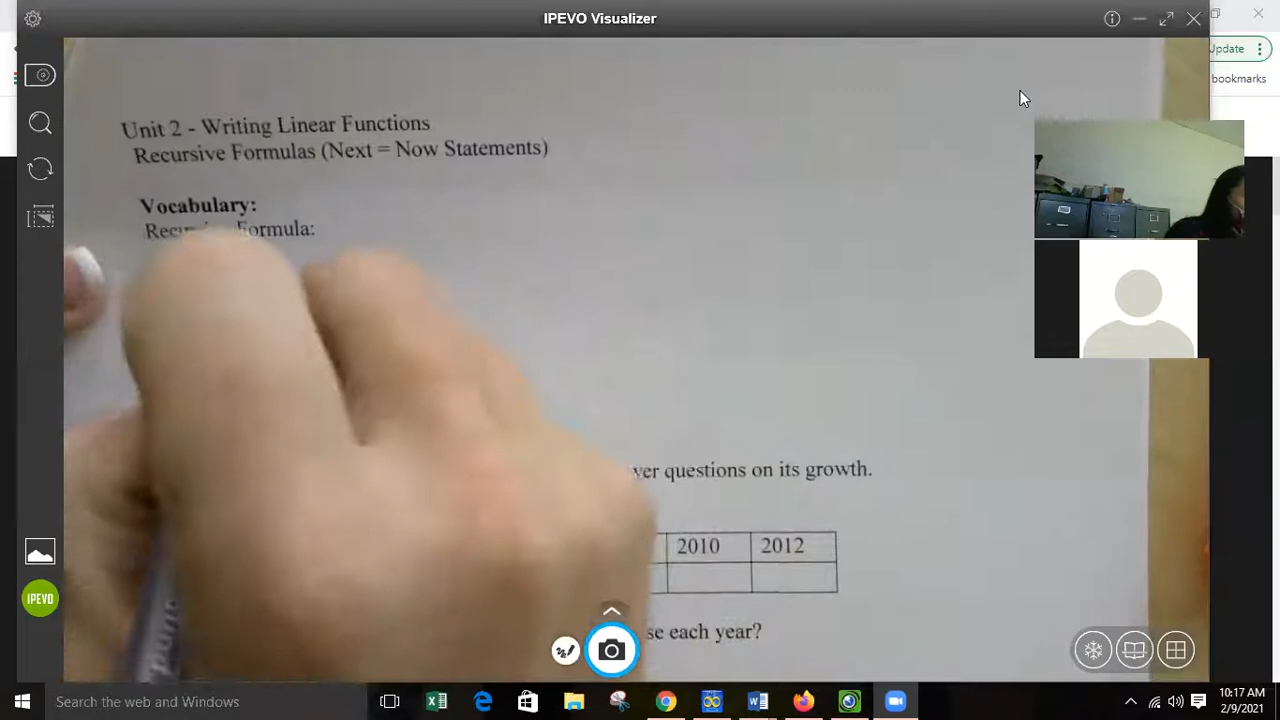 IPEVO Visualizer
Update
bookmarks
Unit 2 - Writing Linear Functions
Recursive Formulas (Next = Now Statements)
Vocabulary:
Formula:
questions on its growth.
2010 2012
each year?
IPEVO
Search the web and Windows
10:17 AM
2/9/2021